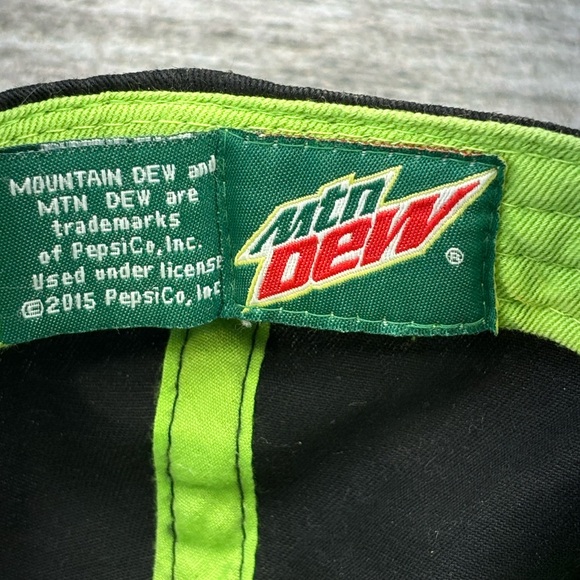 MOUNTAIN DEW and
MTN DEW are
trademarks
of PepsiCo, Inc.
Used under license
©2015 PepsiCo, Inc
Mtn
DEW
®